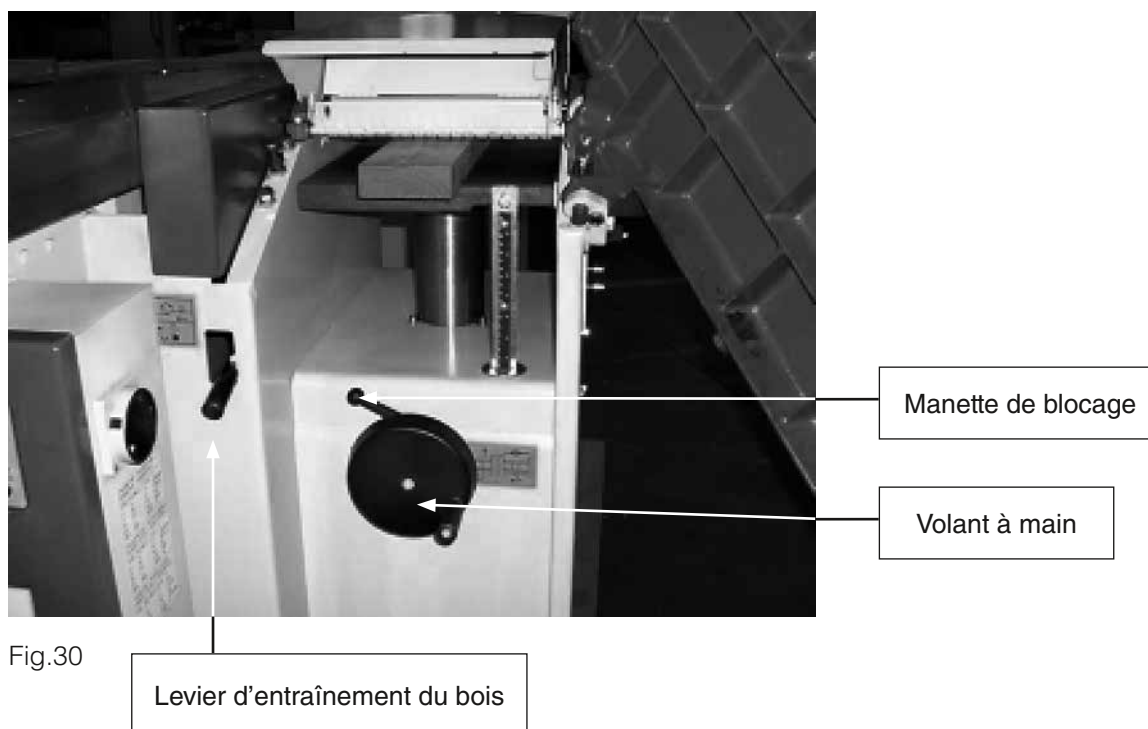 Manette de blocage
Volant à main
Fig.30
Levier d'entraînement du bois